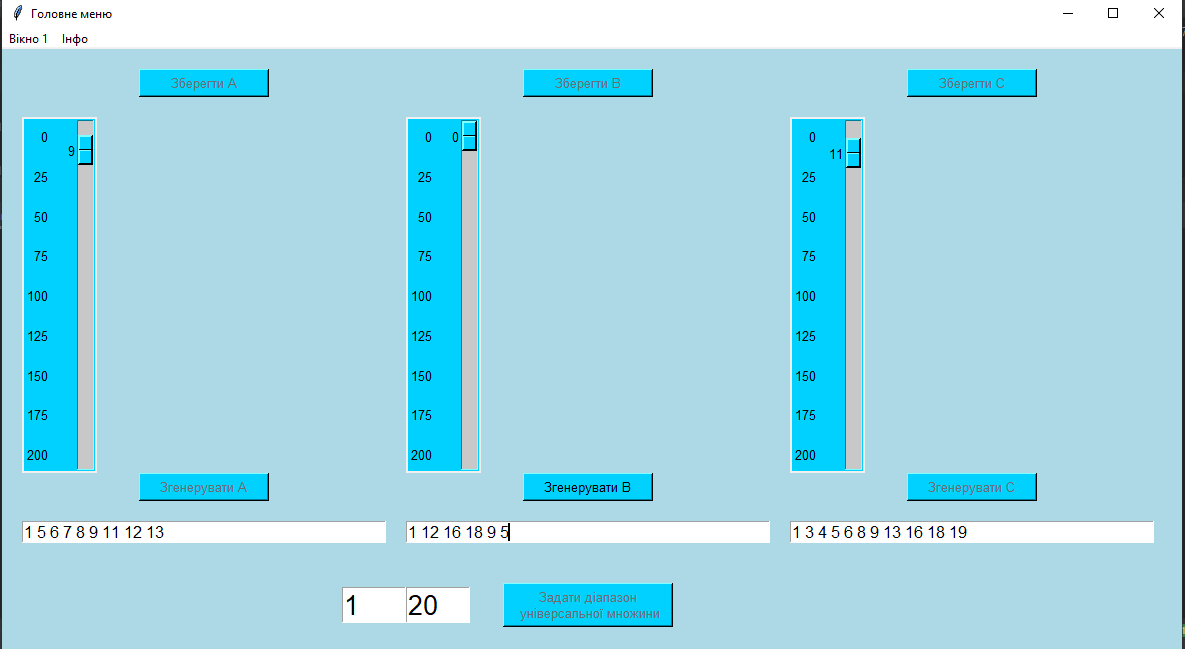 Головне меню
Вікно 1 Інфо
Зберегти A Зберегти B Зберегти C
0 0 0 0
9 11
25 25 25
50 50 50
75 75 75
100 100 100
125 125 125
150 150 150
175 175 175
200 200 200
Згенерувати A Згенерувати B Згенерувати C
1 5 6 7 8 9 11 12 13 1 12 16 18 9 5 1 3 4 5 6 8 9 13 16 18 19
1 20 Задати діапазон
універсальної множини